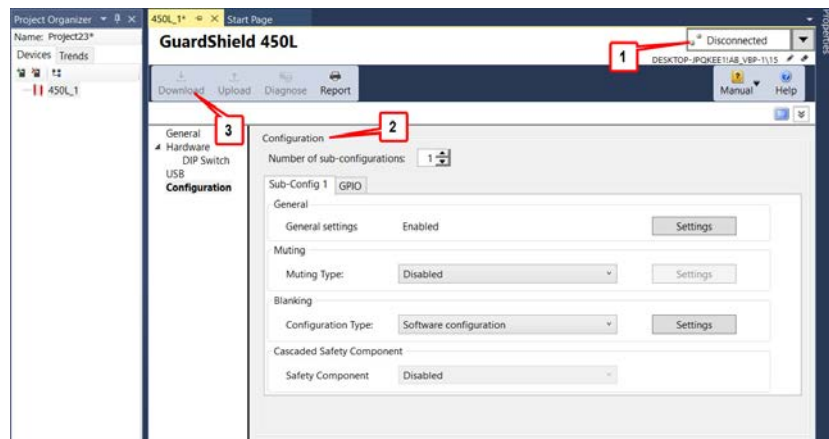 Project Organizer
Name: Project23*
Devices Trends
450L_1
450L_1* Start Page
GuardShield 450L
1
Disconnected
DESKTOP-JPQKEE1!AB_VBP-1\15
Properties
Download Upload Diagnose Report
Manual Help
3
General
Hardware
DIP Switch
USB
Configuration
Configuration
2
Number of sub-configurations: 1
Sub-Config 1 GPIO
General
General settings Enabled Settings
Muting
Muting Type: Disabled Settings
Blanking
Configuration Type: Software configuration Settings
Cascaded Safety Component
Safety Component Disabled